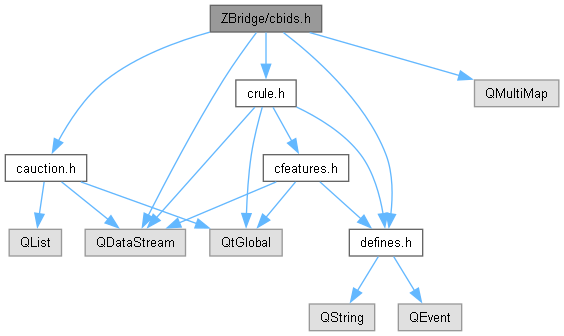 ZBridge/cbids.h
crule.h
QMultiMap
cauction.h
cfeatures.h
QList
QDataStream
QtGlobal
defines.h
QString
QEvent